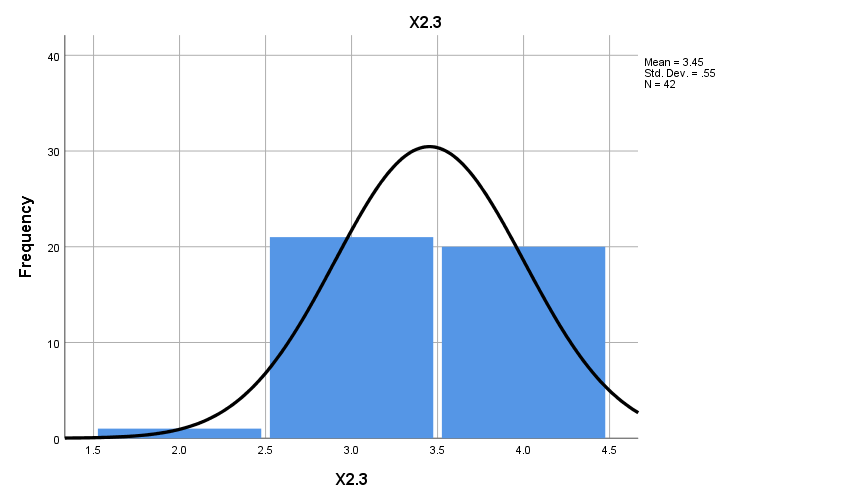 X2.3
Mean = 3.45
Std. Dev. = .55
N = 42
Frequency
40
30
20
10
0
1.5 2.0 2.5 3.0 3.5 4.0 4.5
X2.3